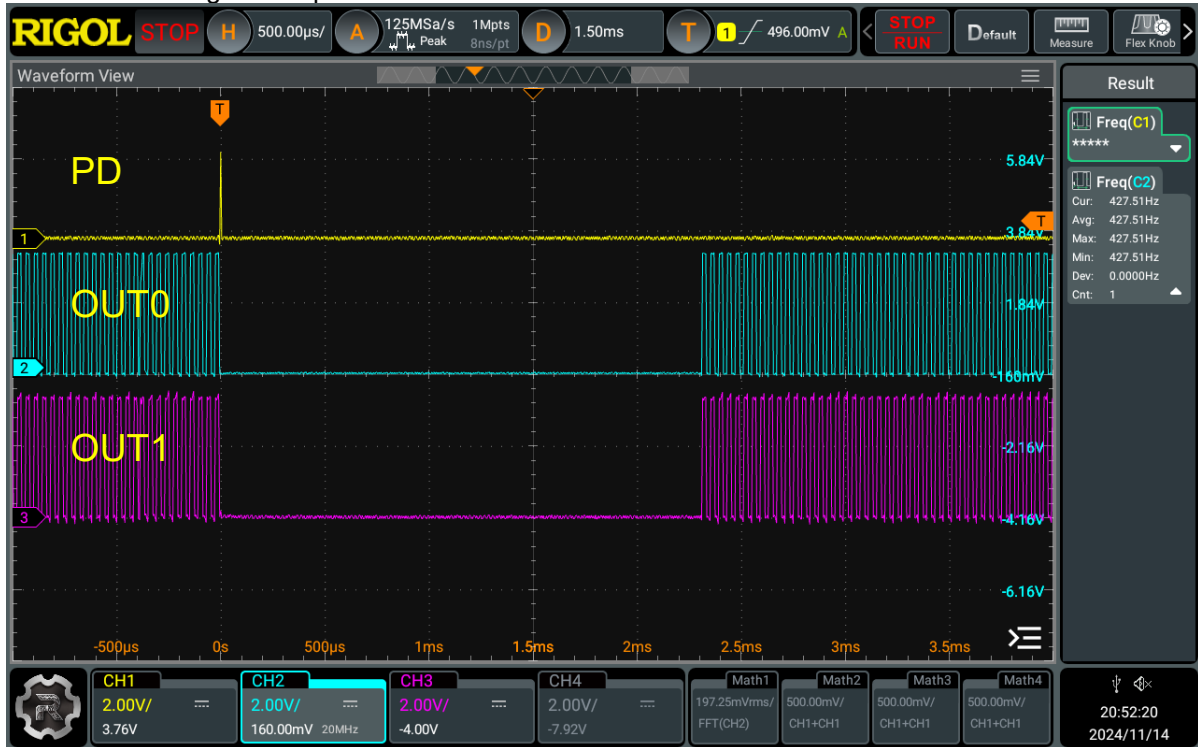 RIGOL STOP H 500.00µs/ A 125MSa/s 1Mpts Peak 8ns/pt D 1.50ms T 1 496.00mV A < STOP RUN Default Measure Flex Knob >
Waveform View
Result
T
Freq(C1)
*****
PD
5.84V
Freq(C2)
Cur: 427.51Hz
Avg: 427.51Hz
Max: 427.51Hz
Min: 427.51Hz
Dev: 0.0000Hz
Cnt: 1
T
1
3.84V
OUT0
1.84V
2
-160mV
OUT1
-2.16V
3
-4.16V
-6.16V
-500µs 0s 500µs 1ms 1.5ms 2ms 2.5ms 3ms 3.5ms
CH1 CH2 CH3 CH4 Math1 Math2 Math3 Math4
2.00V/ 2.00V/ 2.00V/ 2.00V/ 197.25mVrms/ 500.00mV/ 500.00mV/ 500.00mV/
3.76V 160.00mV 20MHz -4.00V -7.92V FFT(CH2) CH1+CH1 CH1+CH1 CH1+CH1
20:52:20
2024/11/14